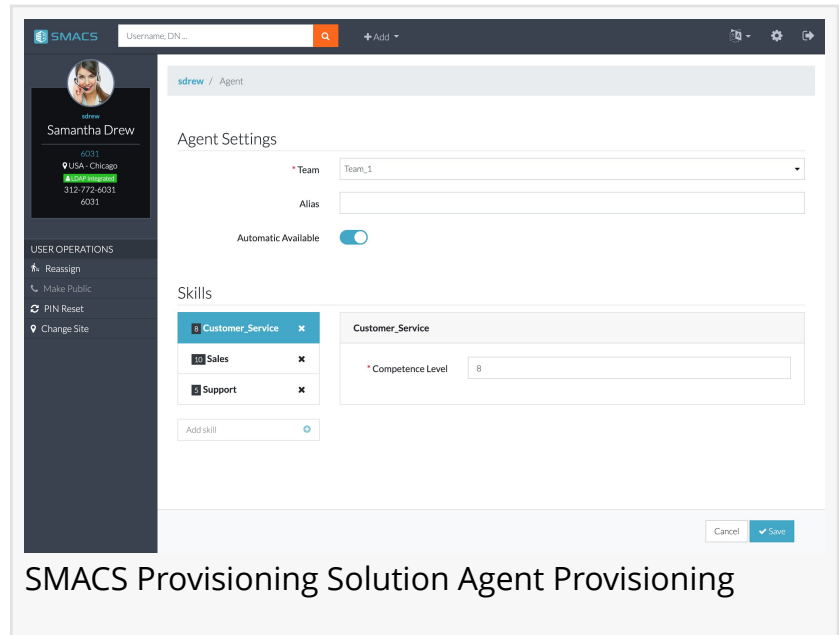 SMACS
Username, DN ...
+ Add
sdrew
Samantha Drew
6031
USA - Chicago
LDAP Integrated
312-772-6031
6031
USER OPERATIONS
Reassign
Make Public
PIN Reset
Change Site
sdrew / Agent
Agent Settings
* Team Team_1
Alias
Automatic Available
Skills
8 Customer_Service
10 Sales
5 Support
Add skill
Customer_Service
* Competence Level 8
Cancel Save
SMACS Provisioning Solution Agent Provisioning